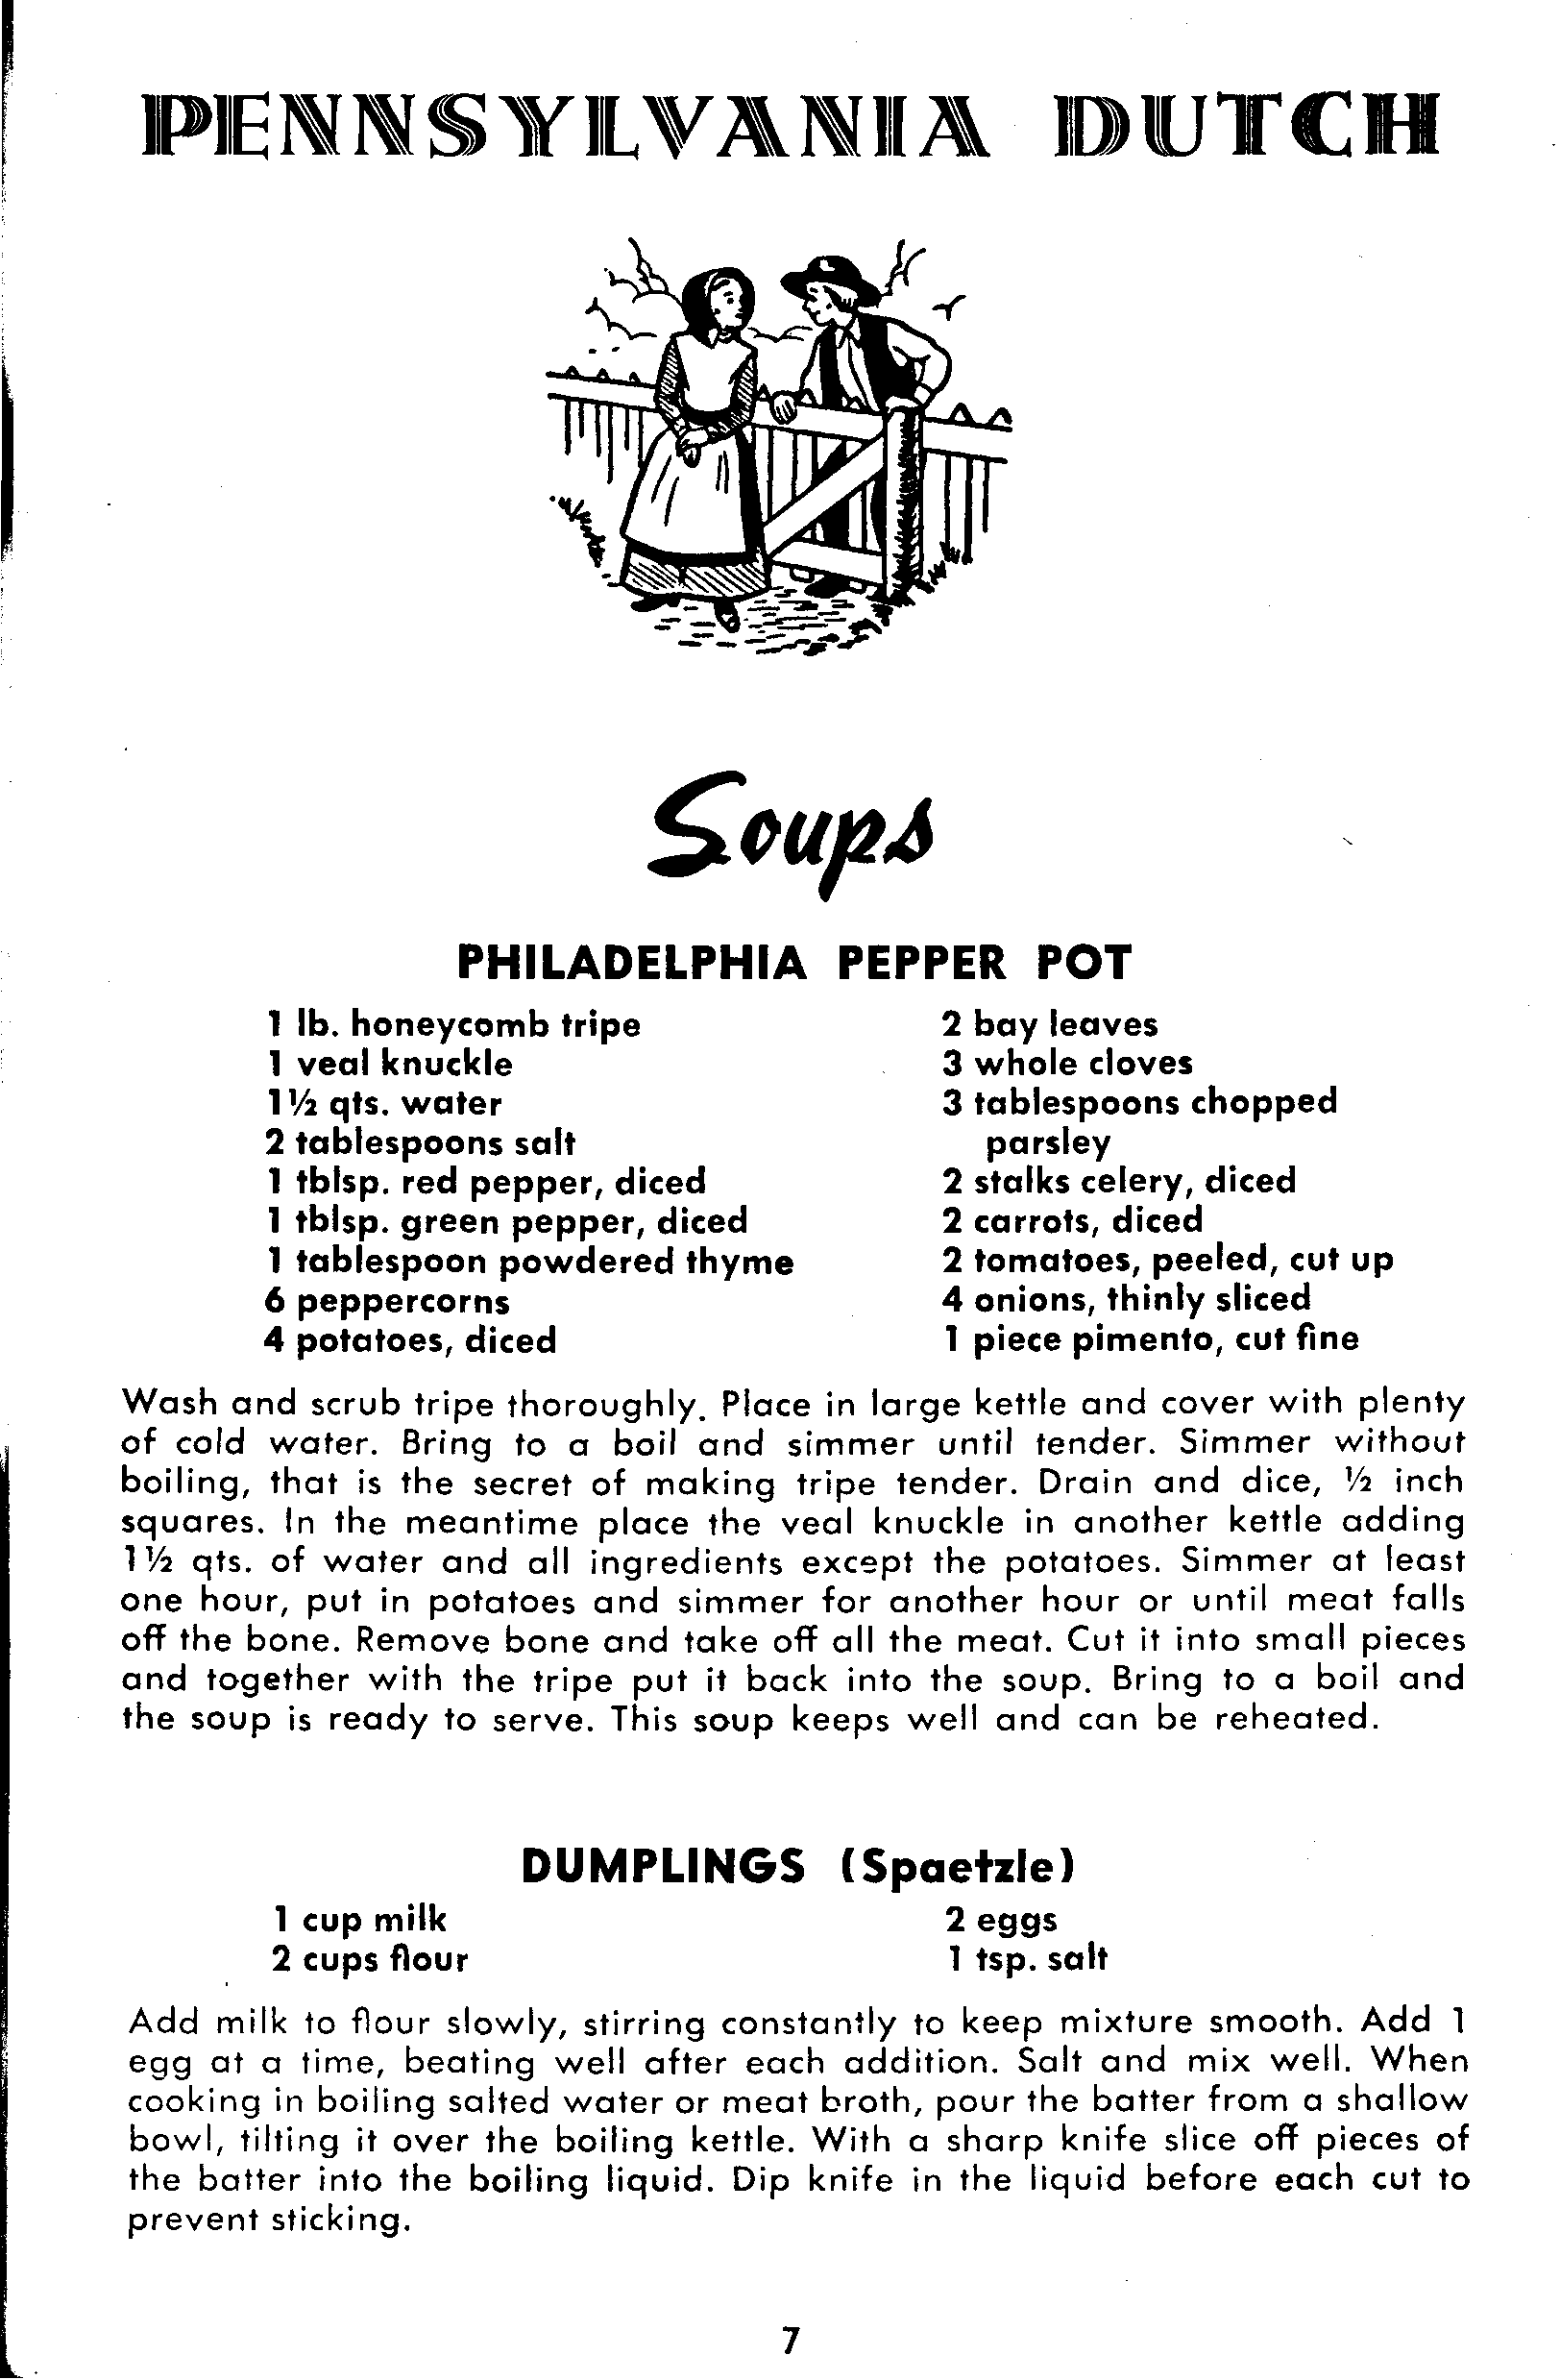 PENNSYLVANIA DUTCH
Soups
PHILADELPHIA PEPPER POT
1 lb. honeycomb tripe
1 veal knuckle
1½ qts. water
2 tablespoons salt
1 tblsp. red pepper, diced
1 tblsp. green pepper, diced
1 tablespoon powdered thyme
6 peppercorns
4 potatoes, diced
2 bay leaves
3 whole cloves
3 tablespoons chopped
parsley
2 stalks celery, diced
2 carrots, diced
2 tomatoes, peeled, cut up
4 onions, thinly sliced
1 piece pimento, cut fine
Wash and scrub tripe thoroughly. Place in large kettle and cover with plenty
of cold water. Bring to a boil and simmer until tender. Simmer without
boiling, that is the secret of making tripe tender. Drain and dice, ½ inch
squares. In the meantime place the veal knuckle in another kettle adding
1½ qts. of water and all ingredients except the potatoes. Simmer at least
one hour, put in potatoes and simmer for another hour or until meat falls
off the bone. Remove bone and take off all the meat. Cut it into small pieces
and together with the tripe put it back into the soup. Bring to a boil and
the soup is ready to serve. This soup keeps well and can be reheated.
DUMPLINGS (Spaetzle)
1 cup milk
2 cups flour
2 eggs
1 tsp. salt
Add milk to flour slowly, stirring constantly to keep mixture smooth. Add 1
egg at a time, beating well after each addition. Salt and mix well. When
cooking in boiling salted water or meat broth, pour the batter from a shallow
bowl, tilting it over the boiling kettle. With a sharp knife slice off pieces of
the batter into the boiling liquid. Dip knife in the liquid before each cut to
prevent sticking.
7